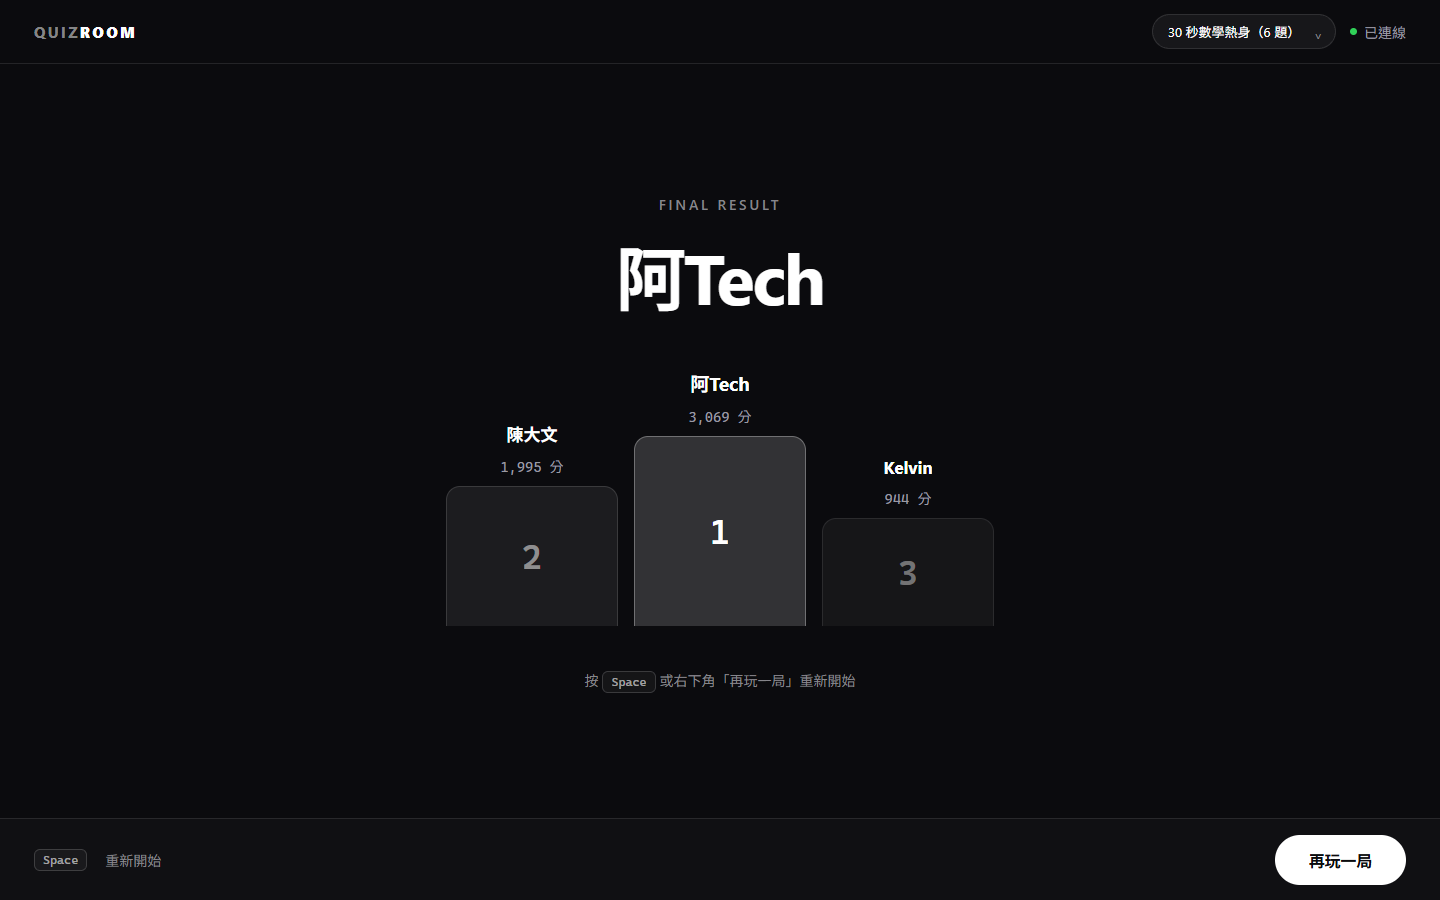 QUIZROOM
30 秒數學熱身（6 題）
已連線
FINAL RESULT
阿Tech
阿Tech
3,069 分
陳大文
1,995 分
Kelvin
944 分
2
1
3
按 Space 或右下角「再玩一局」重新開始
Space 重新開始
再玩一局